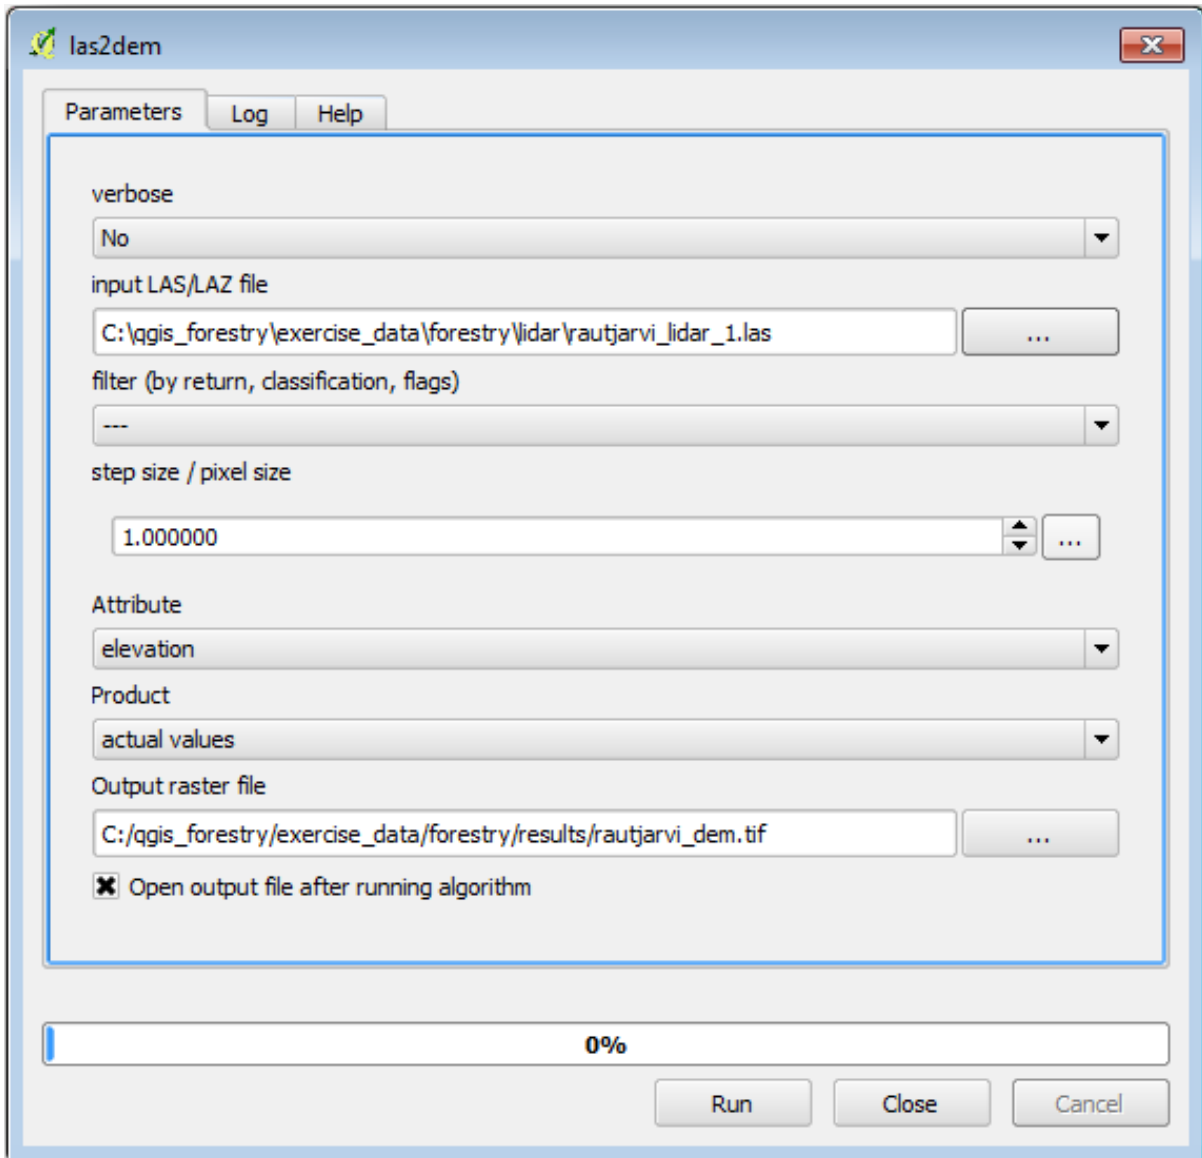 las2dem
Parameters Log Help
verbose
No
input LAS/LAZ file
C:\qgis_forestry\exercise_data\forestry\lidar\rautjarvi_lidar_1.las ...
filter (by return, classification, flags)
---
step size / pixel size
1.000000 ...
Attribute
elevation
Product
actual values
Output raster file
C:/qgis_forestry/exercise_data/forestry/results/rautjarvi_dem.tif ...
Open output file after running algorithm
0%
Run Close Cancel